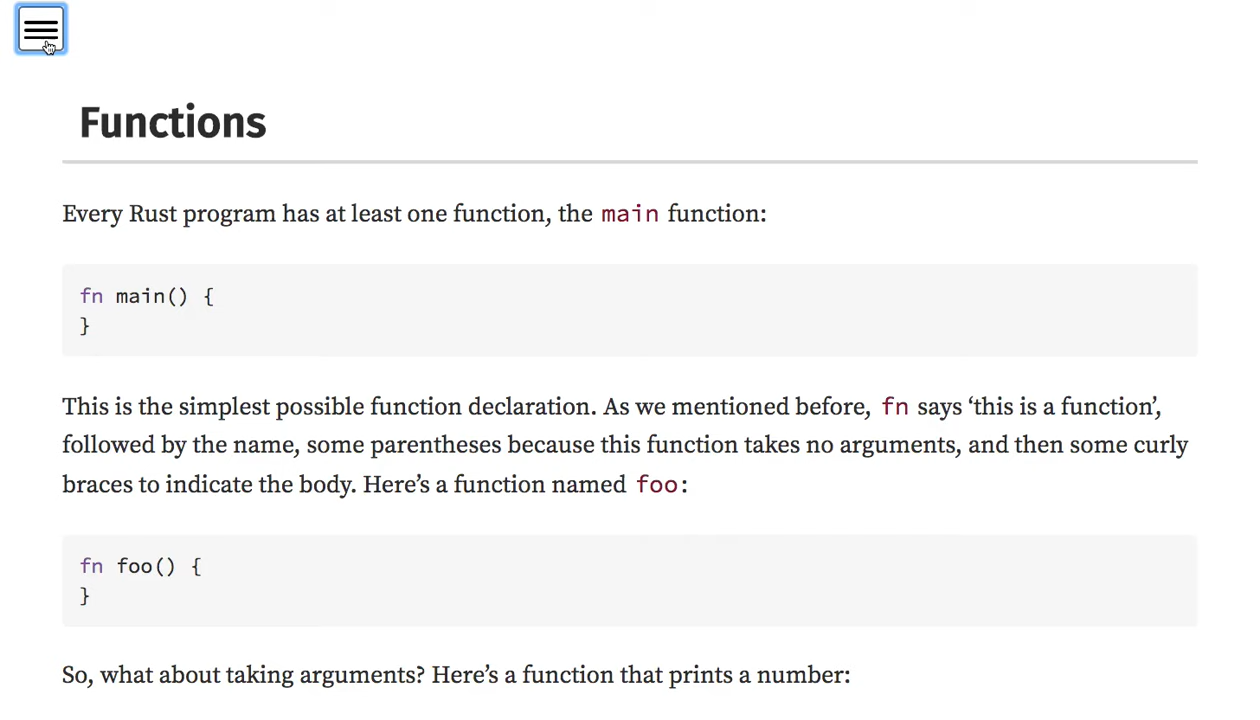 Functions
Every Rust program has at least one function, the main function:
fn main() {
}
This is the simplest possible function declaration. As we mentioned before, fn says ‘this is a function’,
followed by the name, some parentheses because this function takes no arguments, and then some curly
braces to indicate the body. Here’s a function named foo:
fn foo() {
}
So, what about taking arguments? Here’s a function that prints a number: